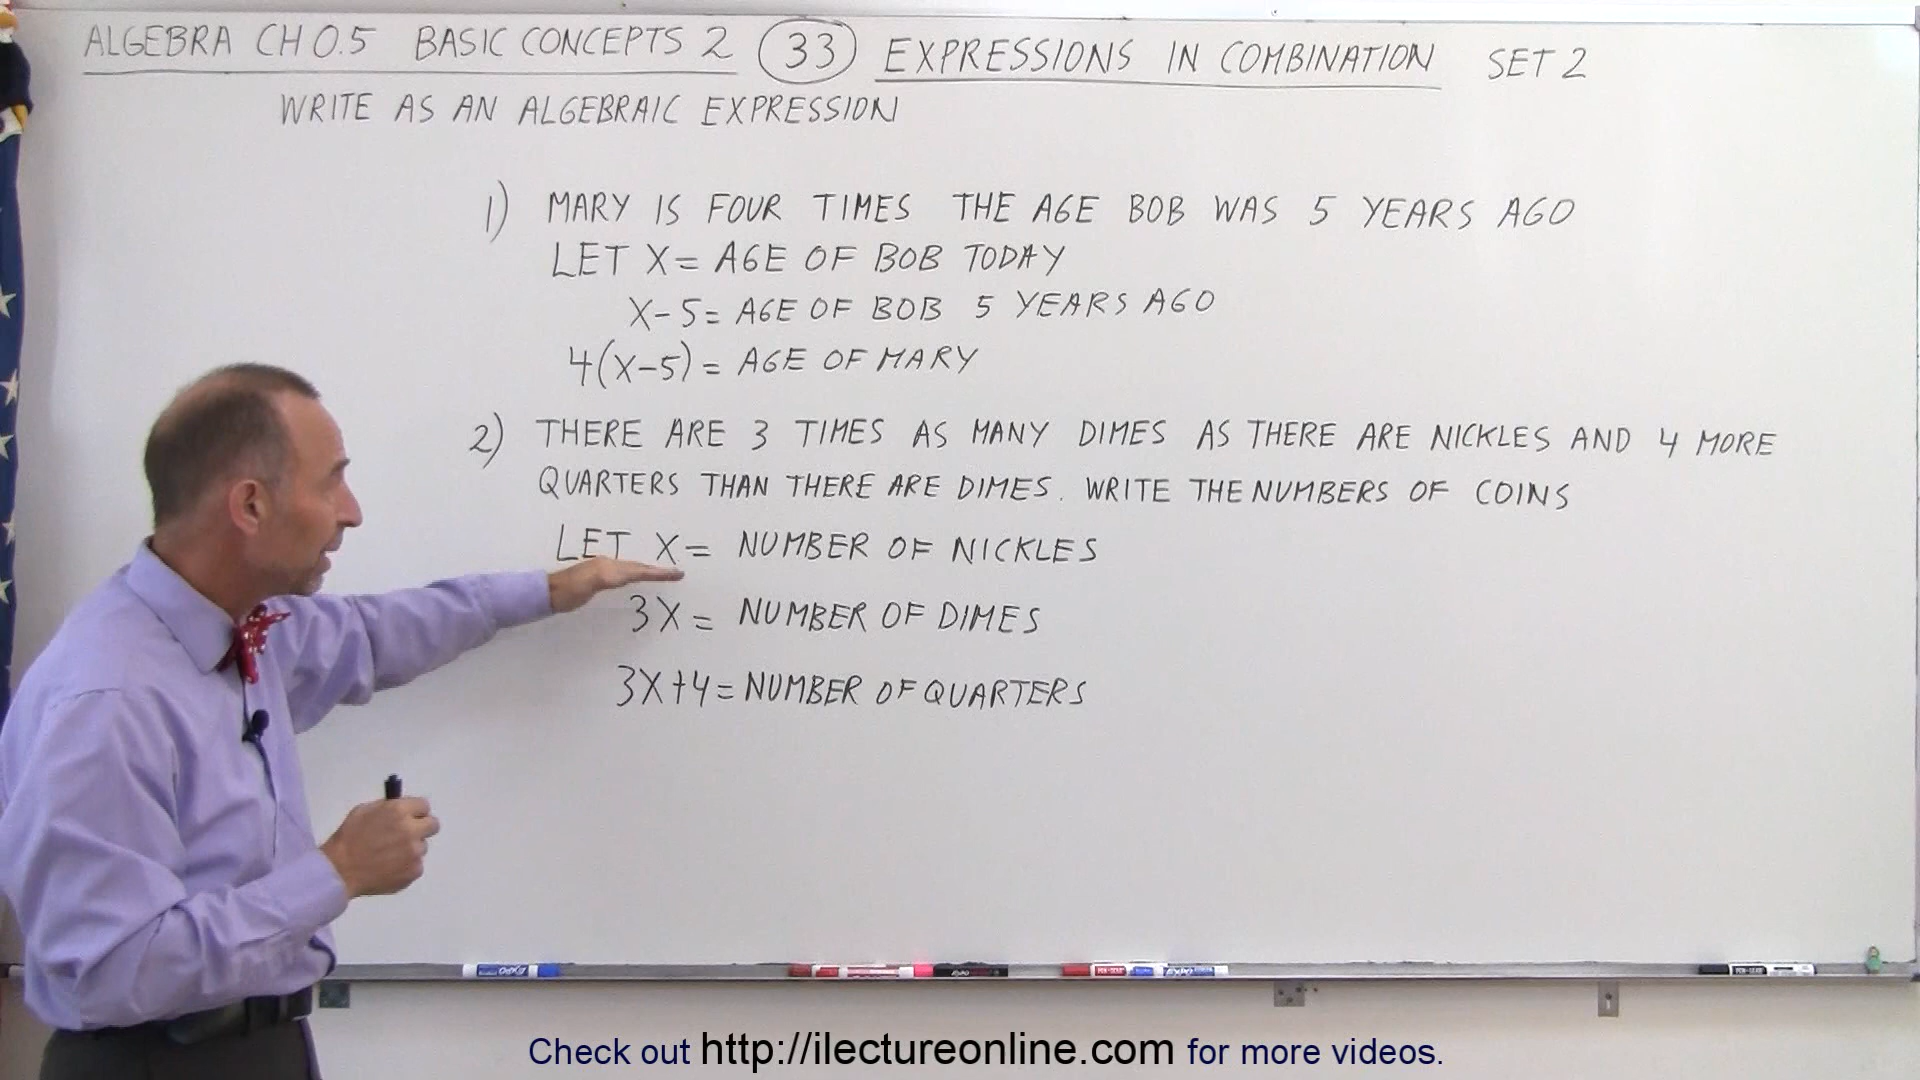 ALGEBRA CH 0.5 BASIC CONCEPTS 2 33 EXPRESSIONS IN COMBINATION SET 2
WRITE AS AN ALGEBRAIC EXPRESSION
1) MARY IS FOUR TIMES THE AGE BOB WAS 5 YEARS AGO
LET X = AGE OF BOB TODAY
X-5 = AGE OF BOB 5 YEARS AGO
4(X-5) = AGE OF MARY
2) THERE ARE 3 TIMES AS MANY DIMES AS THERE ARE NICKLES AND 4 MORE
QUARTERS THAN THERE ARE DIMES. WRITE THE NUMBERS OF COINS
LET X = NUMBER OF NICKLES
3X = NUMBER OF DIMES
3X+4 = NUMBER OF QUARTERS
EXPO
Check out http://ilectureonline.com for more videos.